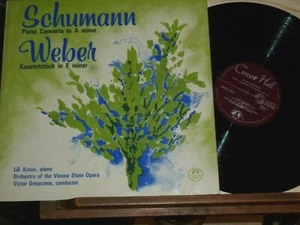 Schumann
Piano Concerto in A minor
Weber
Konzertstück in F minor
Lili Kraus, piano
Orchestra of the Vienna State Opera
Victor Desarzens, conductor
Concert Hall